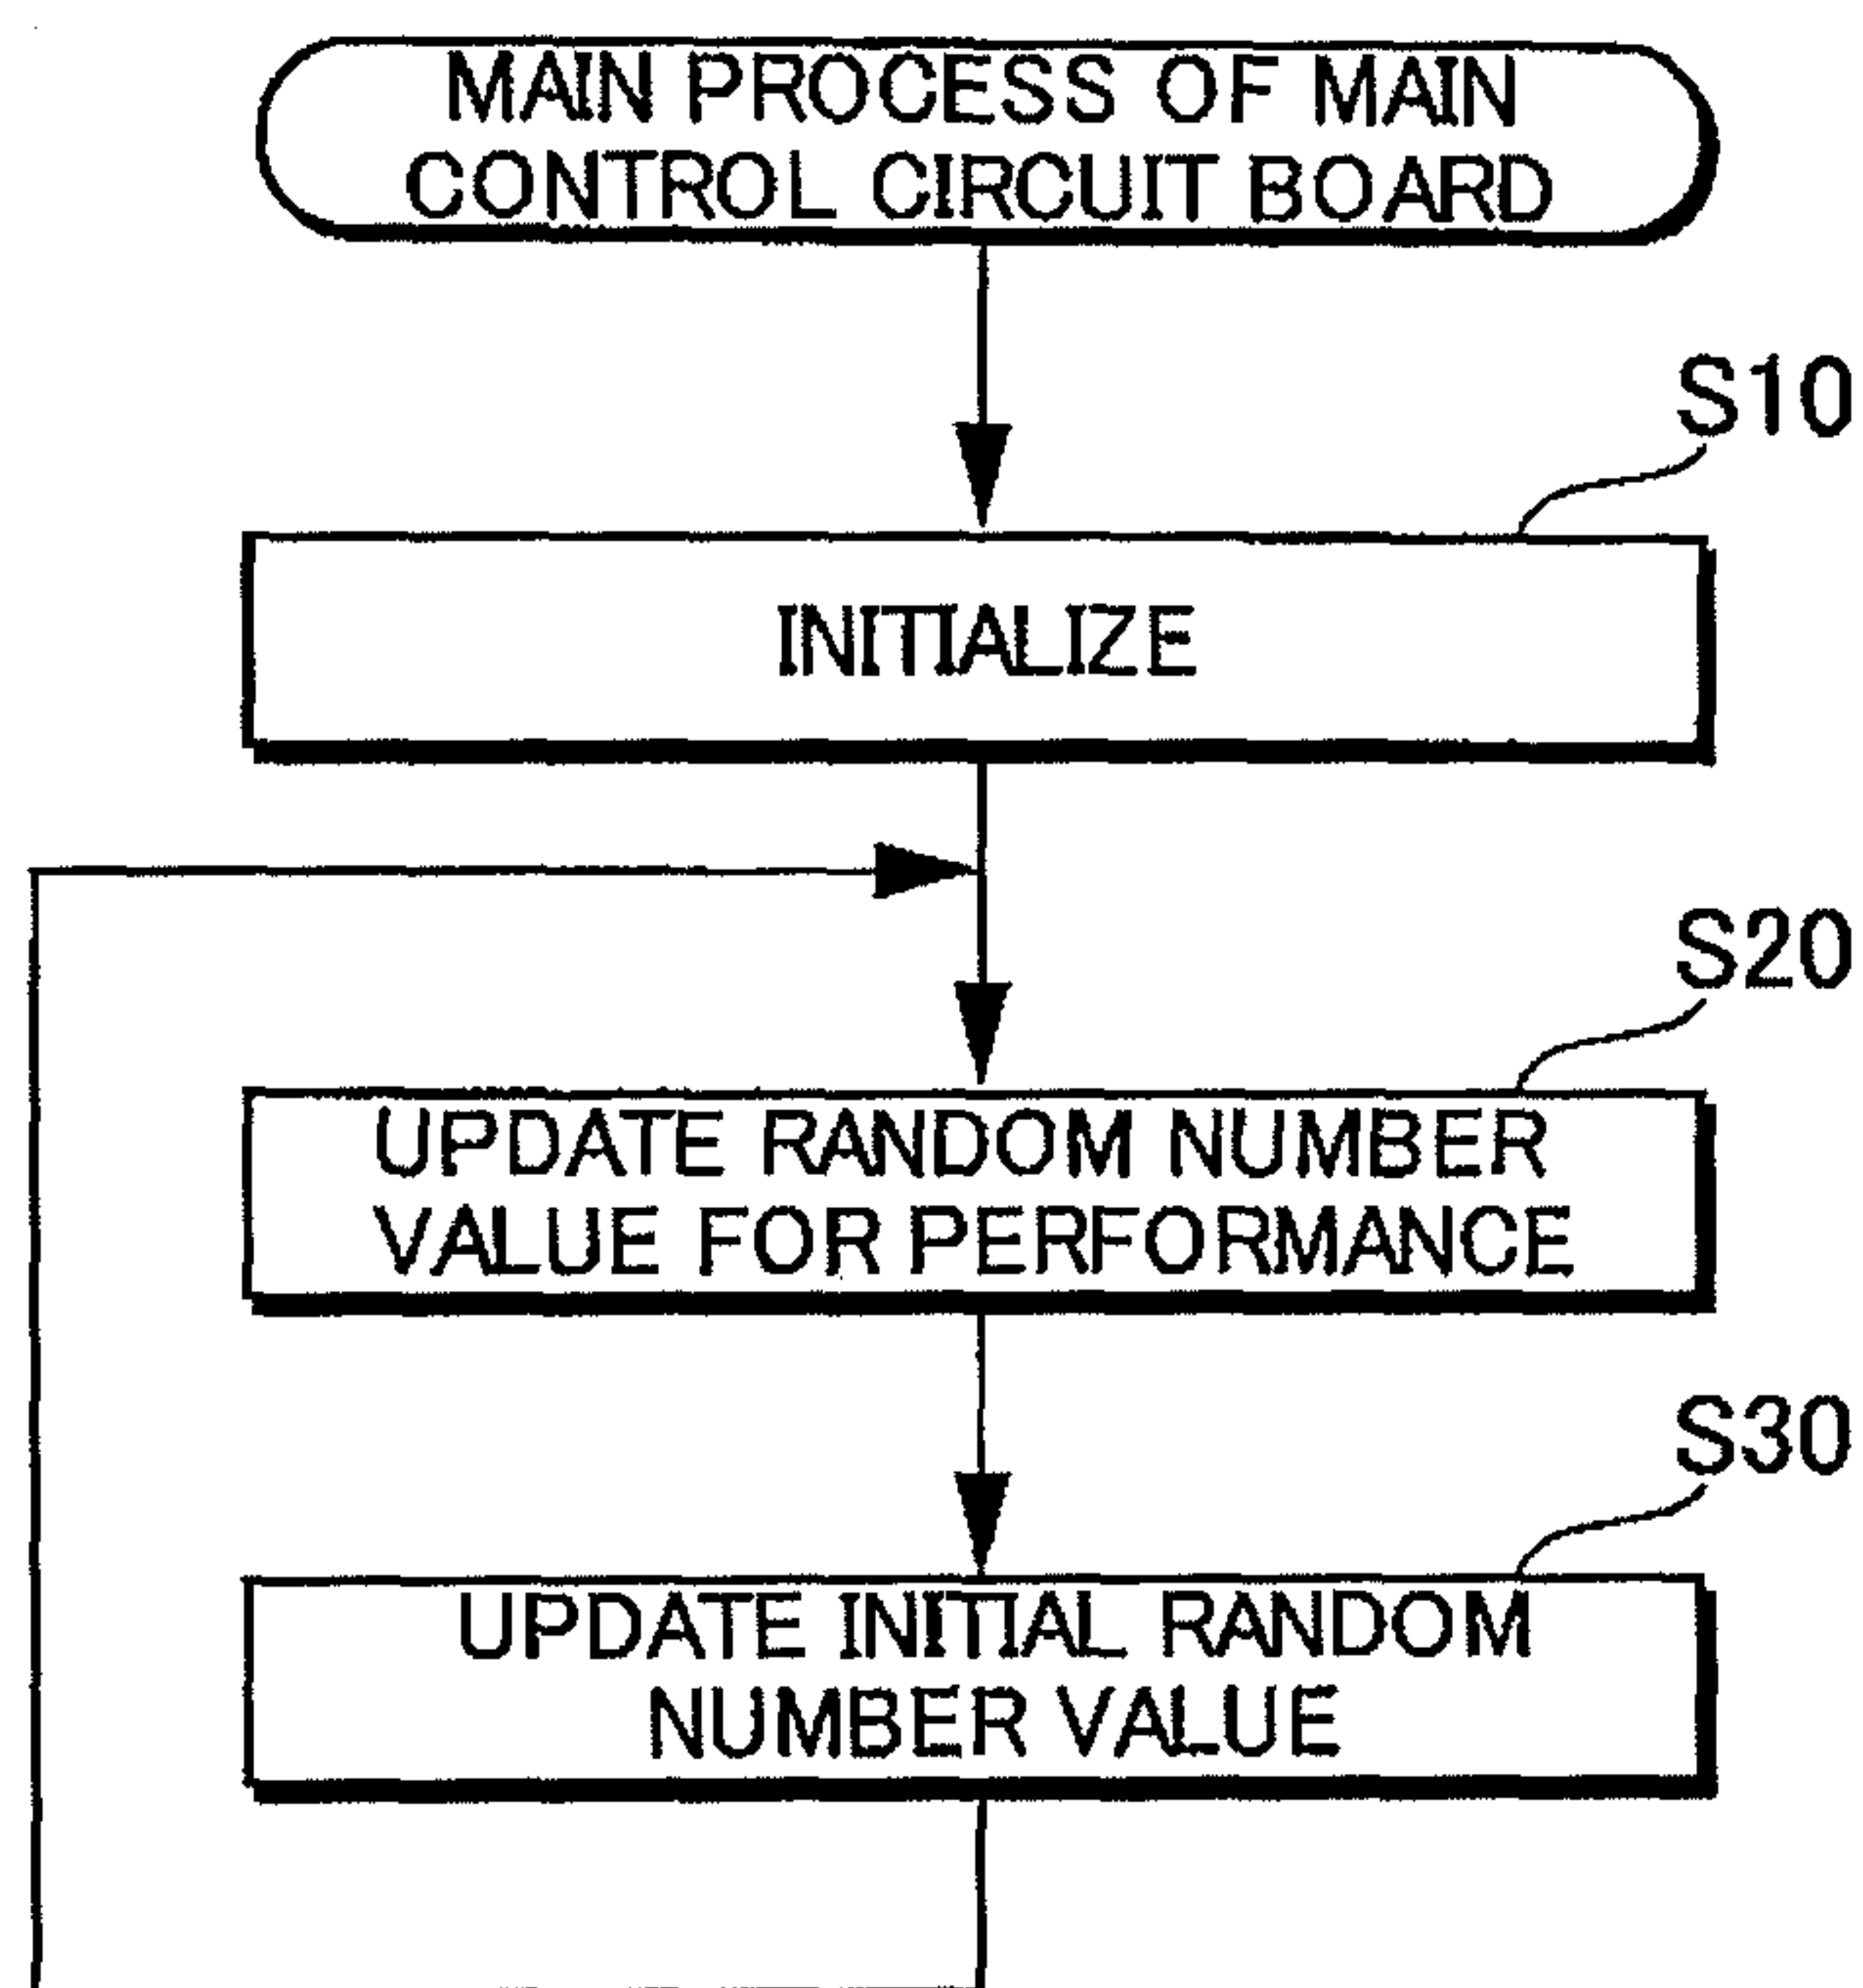 MAIN PROCESS OF MAIN
CONTROL CIRCUIT BOARD
S10
INITIALIZE
S20
UPDATE RANDOM NUMBER
VALUE FOR PERFORMANCE
S30
UPDATE INITIAL RANDOM
NUMBER VALUE